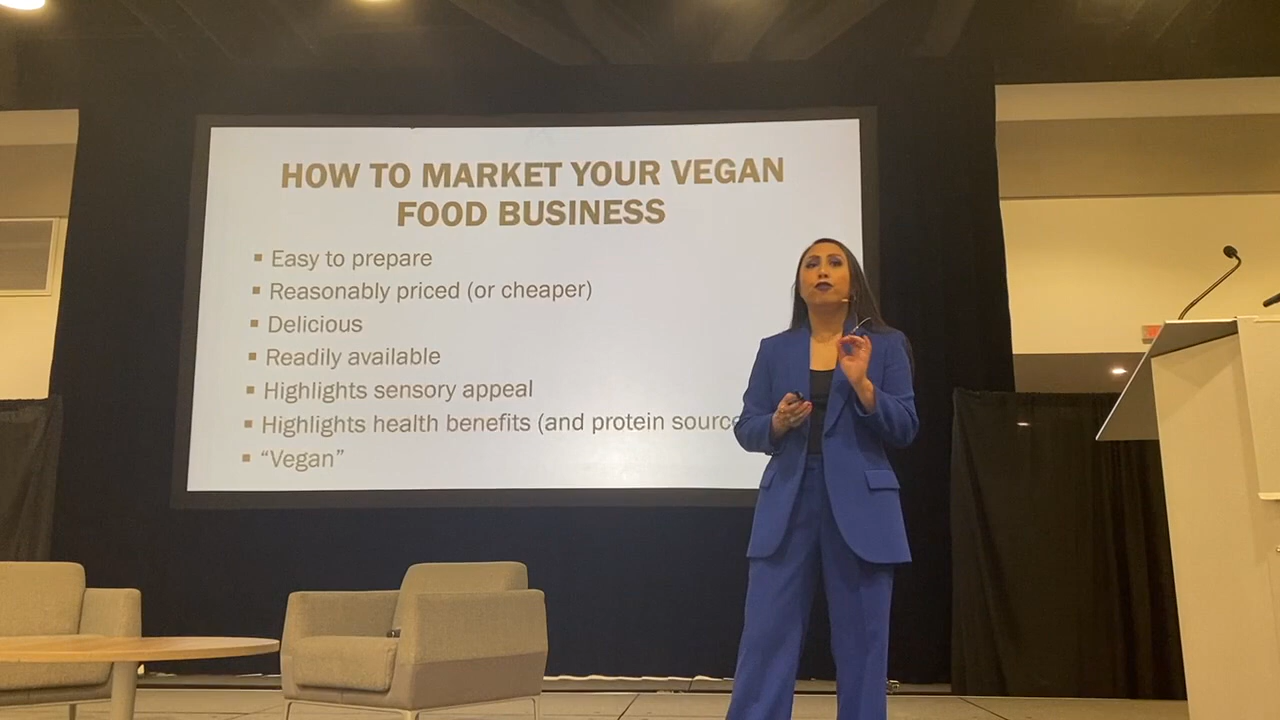 HOW TO MARKET YOUR VEGAN
FOOD BUSINESS
▪ Easy to prepare
▪ Reasonably priced (or cheaper)
▪ Delicious
▪ Readily available
▪ Highlights sensory appeal
▪ Highlights health benefits (and protein source
▪ “Vegan”